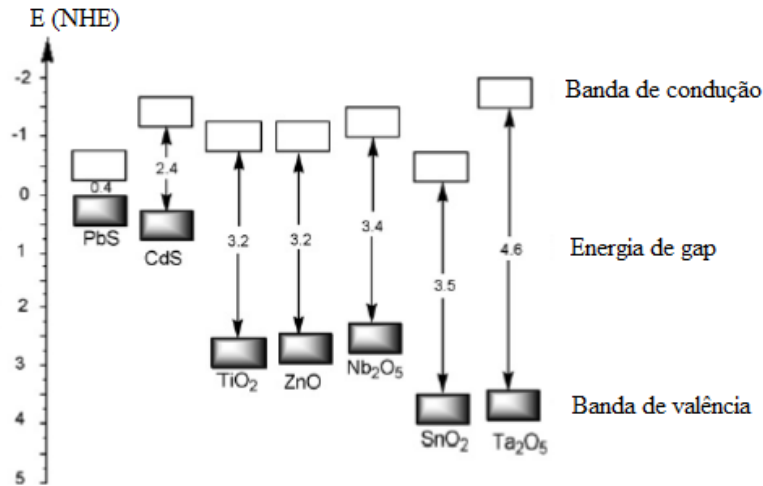 E (NHE)
-2
-1
0
1
2
3
4
5
0.4
PbS
2.4
CdS
3.2
TiO₂
3.2
ZnO
3.4
Nb₂O₅
3.5
SnO₂
4.6
Ta₂O₅
Banda de condução
Energia de gap
Banda de valência